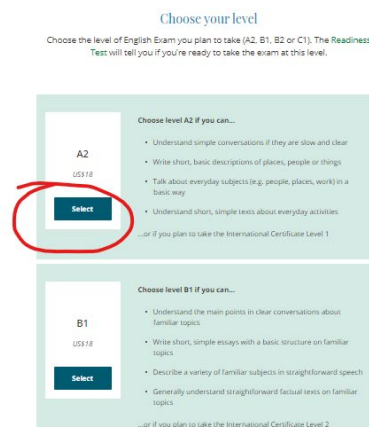 Choose your level
Choose the level of English Exam you plan to take (A2, B1, B2 or C1). The Readiness
Test will tell you if you're ready to take the exam at this level.
A2
US$18
Select
Choose level A2 if you can...
• Understand simple conversations if they are slow and clear
• Write short, basic descriptions of places, people or things
• Talk about everyday subjects (e.g. people, places, work) in a
basic way
• Understand short, simple texts about everyday activities
...or if you plan to take the International Certificate Level 1
B1
US$18
Select
Choose level B1 if you can...
• Understand the main points in clear conversations about
familiar topics
• Write short, simple essays with a basic structure on familiar
topics
• Describe a variety of familiar subjects in straightforward speech
• Generally understand straightforward factual texts on familiar
topics
...or if you plan to take the International Certificate Level 2